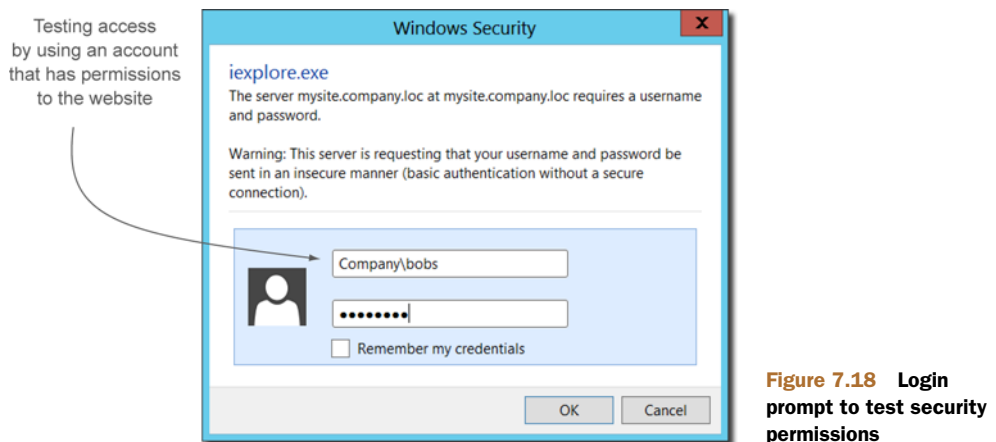 Testing access
by using an account
that has permissions
to the website
Windows Security
x
iexplore.exe
The server mysite.company.loc at mysite.company.loc requires a username
and password.
Warning: This server is requesting that your username and password be
sent in an insecure manner (basic authentication without a secure
connection).
Company\bobs
••••••••
Remember my credentials
OK Cancel
Figure 7.18 Login
prompt to test security
permissions